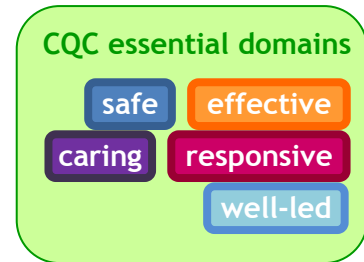 CQC essential domains
safe effective
caring responsive
well-led